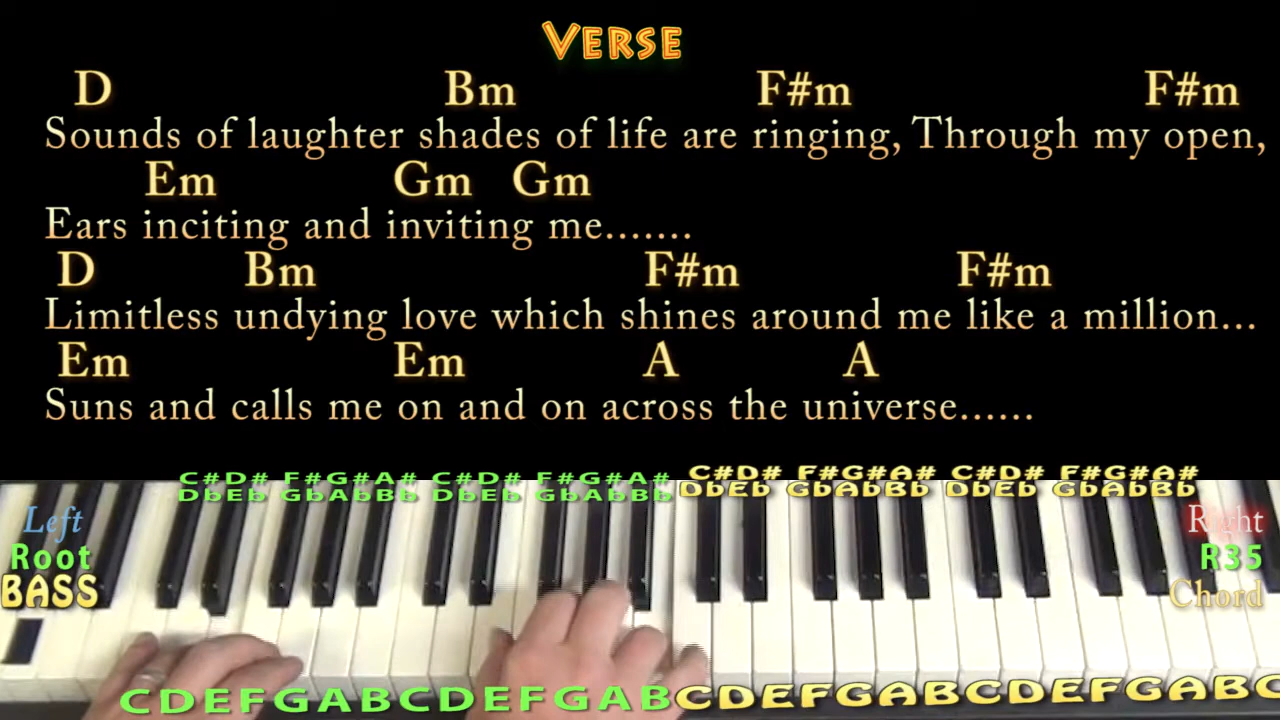 VERSE
D Bm F#m F#m
Sounds of laughter shades of life are ringing, Through my open,
Em Gm Gm
Ears inciting and inviting me.......
D Bm F#m F#m
Limitless undying love which shines around me like a million...
Em Em A A
Suns and calls me on and on across the universe......
C#D# F#G#A# C#D# F#G#A# C#D# F#G#A# C#D# F#G#A#
DbEb GbAbBb DbEb GbAbBb DbEb GbAbBb DbEb GbAbBb
Left
Root
BASS
Right
R35
Chord
CDEFGABCDEFGABCDEFGABCDEFGABC